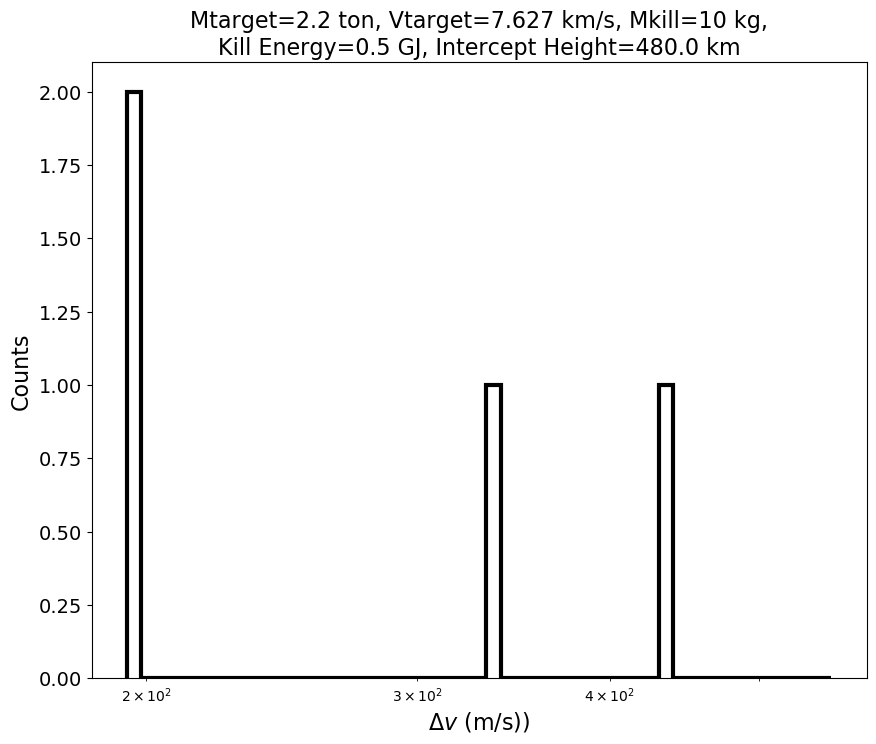 Mtarget=2.2 ton, Vtarget=7.627 km/s, Mkill=10 kg,
Kill Energy=0.5 GJ, Intercept Height=480.0 km
2.00
1.75
1.50
1.25
1.00
0.75
0.50
0.25
0.00
Counts
2 × 10²
3 × 10²
4 × 10²
Δv (m/s))